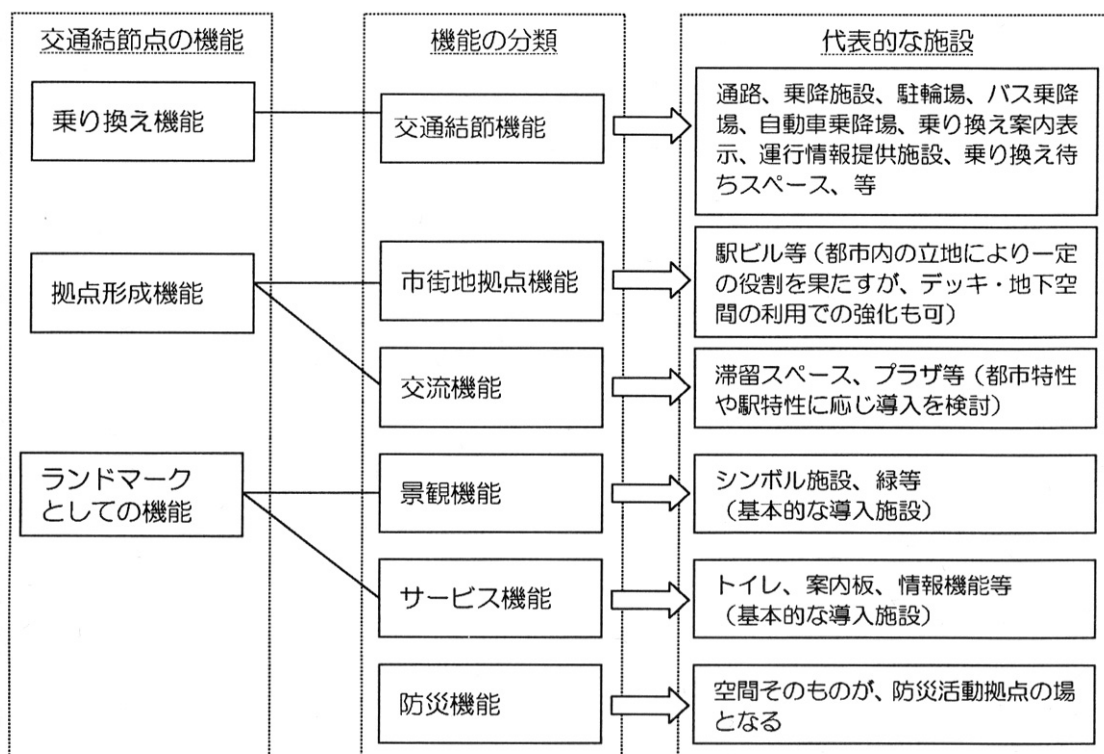 交通結節点の機能
機能の分類
代表的な施設
乗り換え機能
交通結節機能
通路、乗降施設、駐輪場、バス乗降
場、自動車乗降場、乗り換え案内表
示、運行情報提供施設、乗り換え待
ちスペース、等
拠点形成機能
市街地拠点機能
駅ビル等（都市内の立地により一定
の役割を果たすが、デッキ・地下空
間の利用での強化も可）
交流機能
滞留スペース、プラザ等（都市特性
や駅特性に応じ導入を検討）
ランドマーク
としての機能
景観機能
シンボル施設、緑等
（基本的な導入施設）
サービス機能
トイレ、案内板、情報機能等
（基本的な導入施設）
防災機能
空間そのものが、防災活動拠点の場
となる